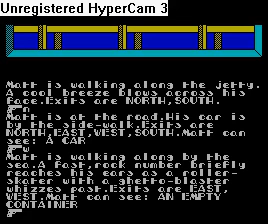 Unregistered HyperCam 3
Matt is walking along the jetty.
A cool breeze blows across his
face.Exits are NORTH,SOUTH.
Matt is at the road.His car is
by the side-walk.Exits are
NORTH,EAST,WEST,SOUTH.Matt can
see: A CAR
"w
Matt is walking along by the
sea.A fast,rock number briefly
reaches his ears as a roller-
skater with a ghetto-blaster
whizzes past.Exits are EAST,
WEST.Matt can see: AN EMPTY
CONTAINER